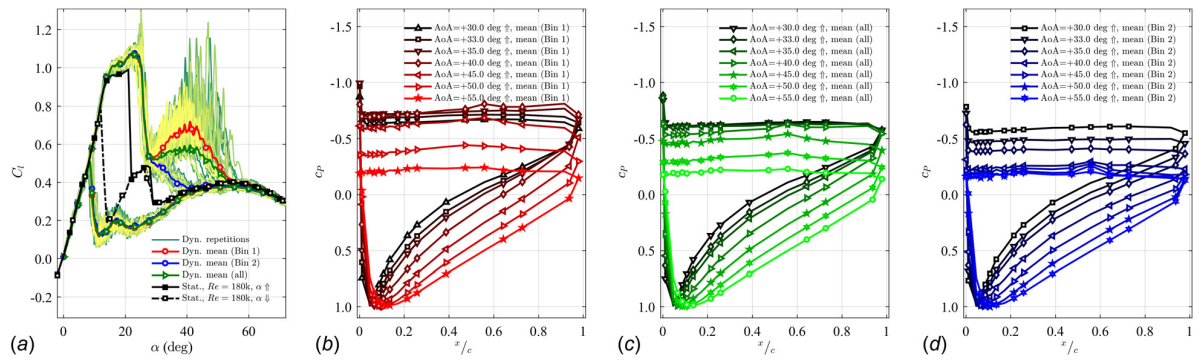 1.2
1.0
0.8
0.6
0.4
0.2
0.0
-0.2
C_l
Dyn. repetitions
Dyn. mean (Bin 1)
Dyn. mean (Bin 2)
Dyn. mean (all)
Stat., Re = 180k, α ⇑
Stat., Re = 180k, α ⇓
0 20 40 60
(a) α (deg)
-1.5
-1.0
-0.5
0.0
0.5
1.0
c_P
AoA=+30.0 deg ⇑, mean (Bin 1)
AoA=+33.0 deg ⇑, mean (Bin 1)
AoA=+35.0 deg ⇑, mean (Bin 1)
AoA=+40.0 deg ⇑, mean (Bin 1)
AoA=+45.0 deg ⇑, mean (Bin 1)
AoA=+50.0 deg ⇑, mean (Bin 1)
AoA=+55.0 deg ⇑, mean (Bin 1)
0 0.2 0.4 0.6 0.8 1
(b) x/c
-1.5
-1.0
-0.5
0.0
0.5
1.0
c_P
AoA=+30.0 deg ⇑, mean (all)
AoA=+33.0 deg ⇑, mean (all)
AoA=+35.0 deg ⇑, mean (all)
AoA=+40.0 deg ⇑, mean (all)
AoA=+45.0 deg ⇑, mean (all)
AoA=+50.0 deg ⇑, mean (all)
AoA=+55.0 deg ⇑, mean (all)
0 0.2 0.4 0.6 0.8 1
(c) x/c
-1.5
-1.0
-0.5
0.0
0.5
1.0
c_P
AoA=+30.0 deg ⇑, mean (Bin 2)
AoA=+33.0 deg ⇑, mean (Bin 2)
AoA=+35.0 deg ⇑, mean (Bin 2)
AoA=+40.0 deg ⇑, mean (Bin 2)
AoA=+45.0 deg ⇑, mean (Bin 2)
AoA=+50.0 deg ⇑, mean (Bin 2)
AoA=+55.0 deg ⇑, mean (Bin 2)
0 0.2 0.4 0.6 0.8 1
(d) x/c